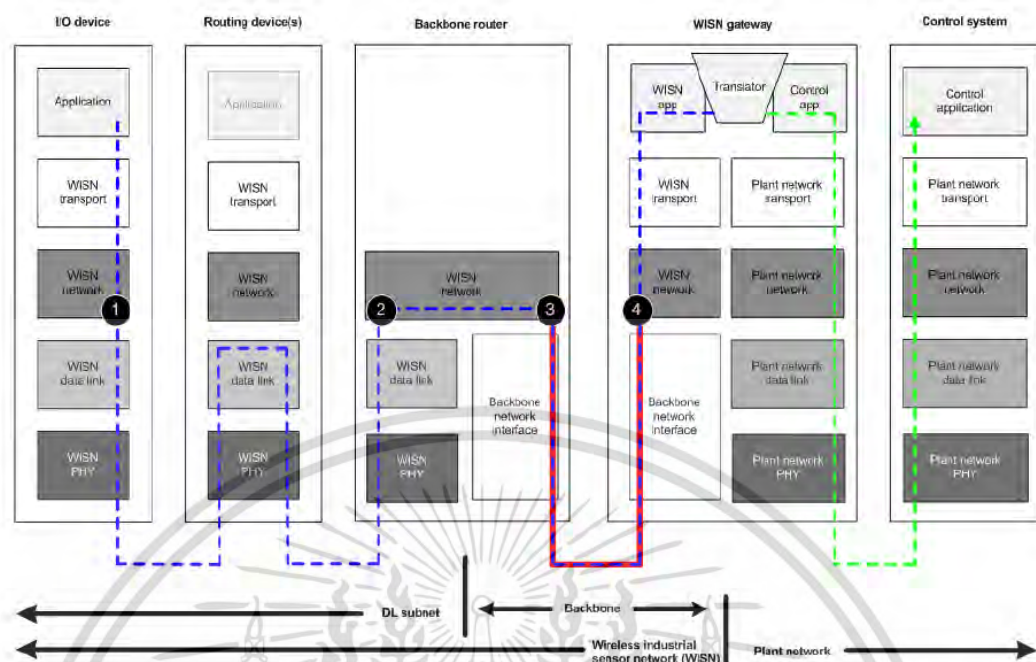 I/O device
Routing device(s)
Backbone router
WISN gateway
Control system
Application
WISN
transport
WISN
network
1
WISN
data link
WISN
PHY
Application
WISN
transport
WISN
network
WISN
data link
WISN
PHY
WISN
network
2
3
WISN
data link
WISN
PHY
Backbone
network
interface
WISN
app
Translator
Control
app
WISN
transport
Plant network
transport
WISN
network
4
Plant network
network
Backbone
network
interface
Plant network
data link
Plant network
PHY
Control
application
Plant network
transport
Plant network
network
Plant network
data link
Plant network
PHY
DL subnet
Backbone
Wireless industrial
sensor network (WISN)
Plant network